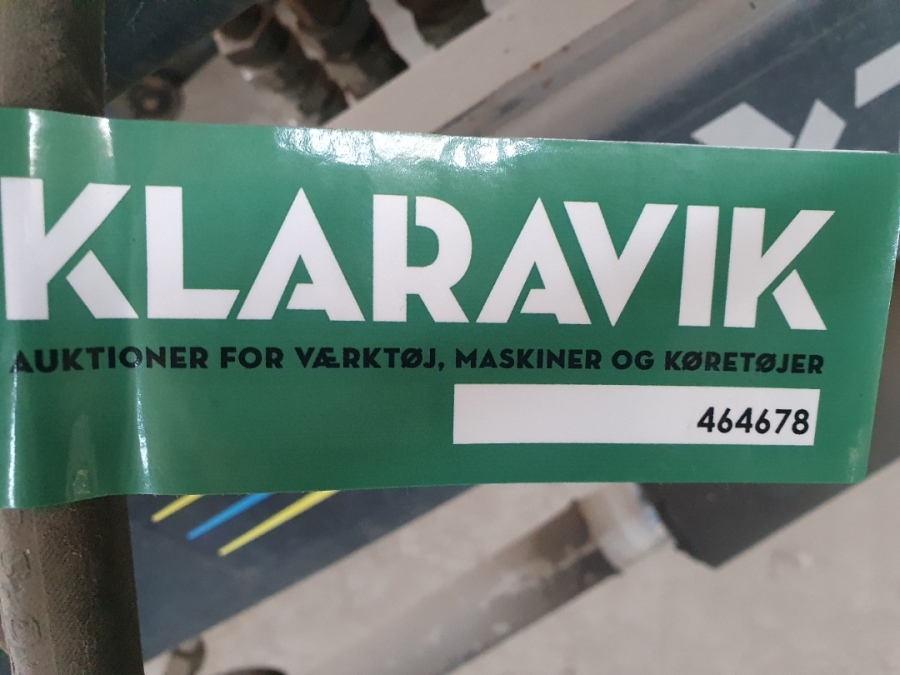 KLARAVIK
AUKTIONER FOR VÆRKTØJ, MASKINER OG KØRETØJER
464678